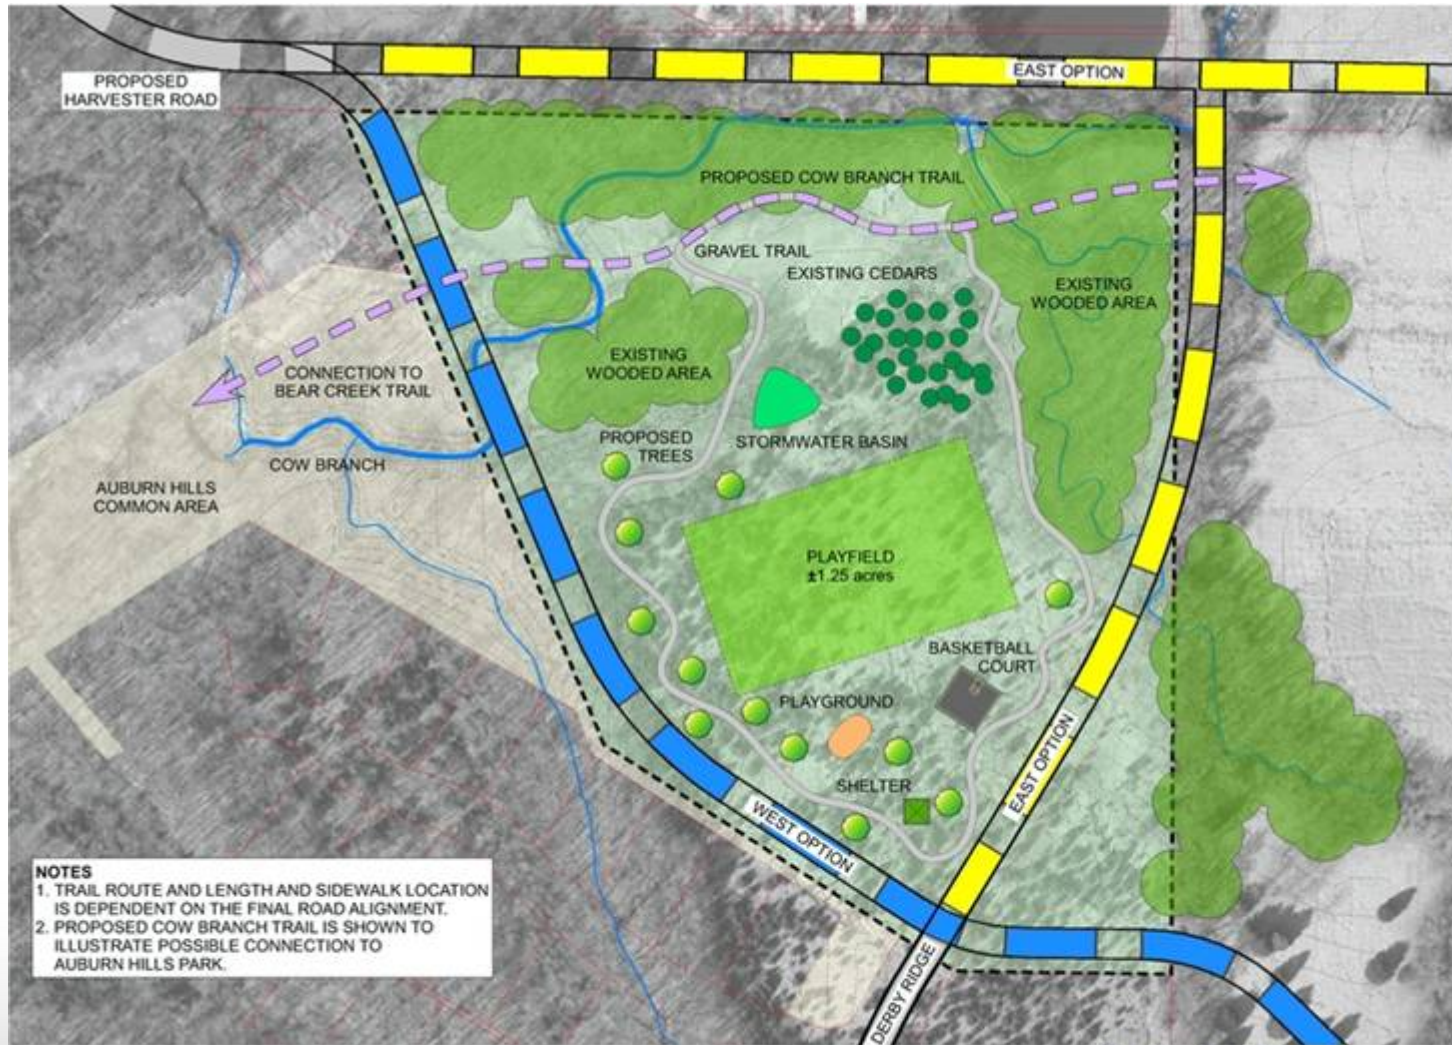 PROPOSED
HARVESTER ROAD
EAST OPTION
PROPOSED COW BRANCH TRAIL
GRAVEL TRAIL
EXISTING CEDARS
EXISTING
WOODED AREA
EXISTING
WOODED AREA
CONNECTION TO
BEAR CREEK TRAIL
PROPOSED
TREES
STORMWATER BASIN
COW BRANCH
AUBURN HILLS
COMMON AREA
PLAYFIELD
±1.25 acres
BASKETBALL
COURT
PLAYGROUND
SHELTER
EAST OPTION
WEST OPTION
DERBY RIDGE
NOTES
1. TRAIL ROUTE AND LENGTH AND SIDEWALK LOCATION
IS DEPENDENT ON THE FINAL ROAD ALIGNMENT.
2. PROPOSED COW BRANCH TRAIL IS SHOWN TO
ILLUSTRATE POSSIBLE CONNECTION TO
AUBURN HILLS PARK.